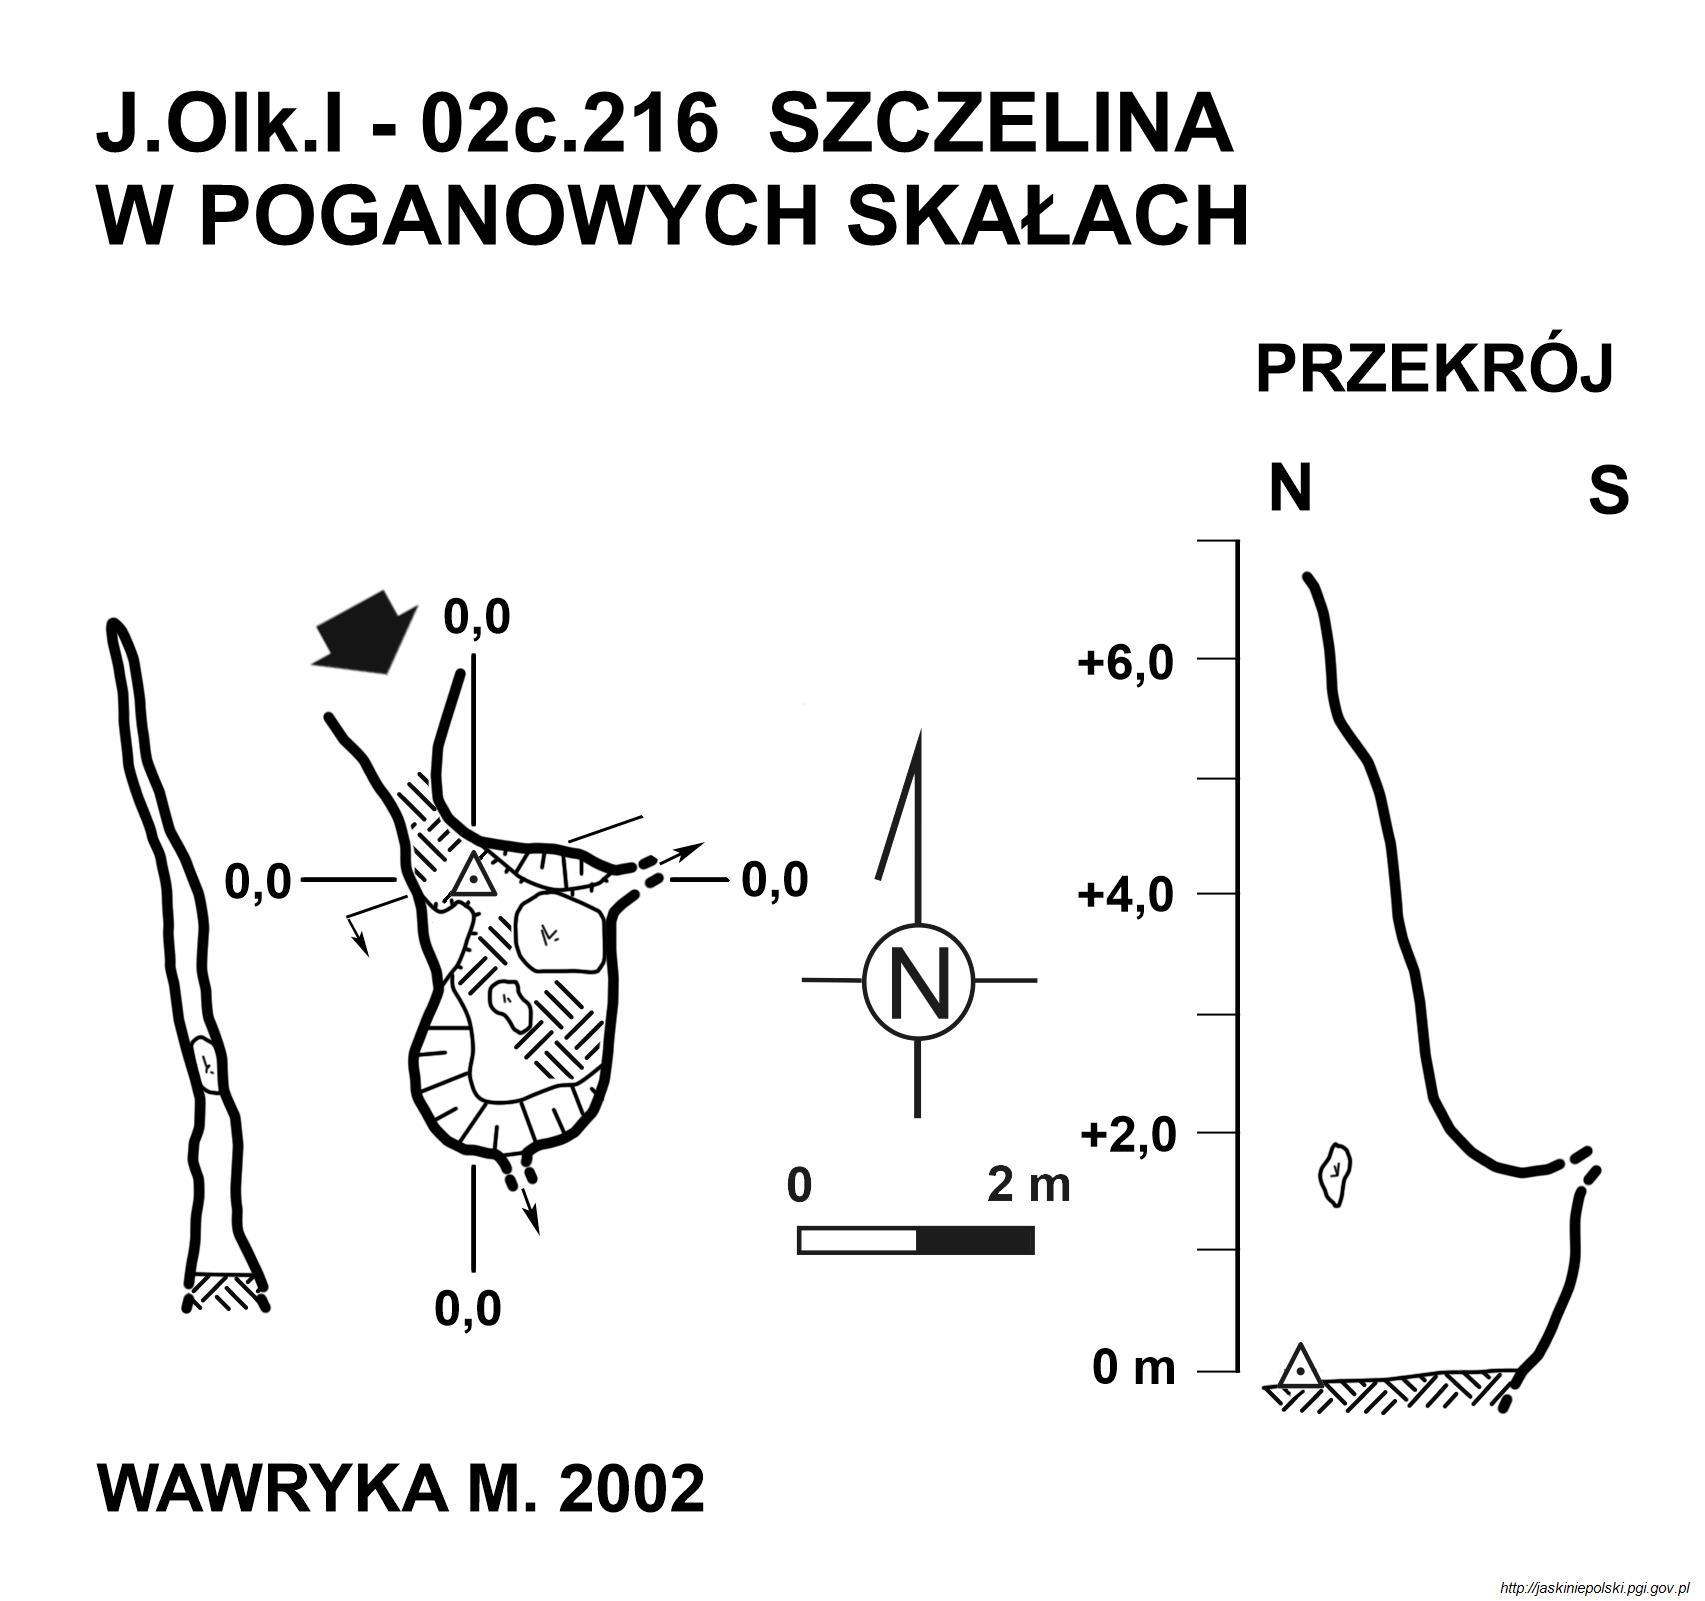 J.Olk.I - 02c.216 SZCZELINA
W POGANOWYCH SKAŁACH
PRZEKRÓJ
N S
0,0
+6,0
0,0
0,0
+4,0
N
+2,0
0 2 m
0,0
0 m
WAWRYKA M. 2002
http://jaskiniepolski.pgi.gov.pl